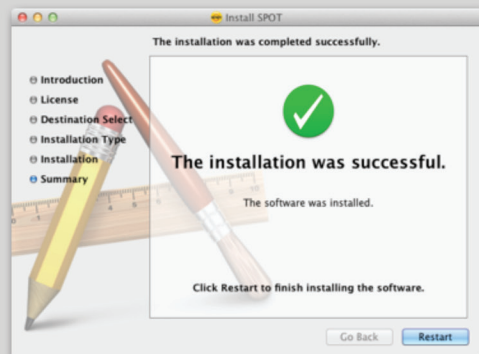 Install SPOT
The installation was completed successfully.
Introduction
License
Destination Select
Installation Type
Installation
Summary
The installation was successful.
The software was installed.
Click Restart to finish installing the software.
Go Back
Restart